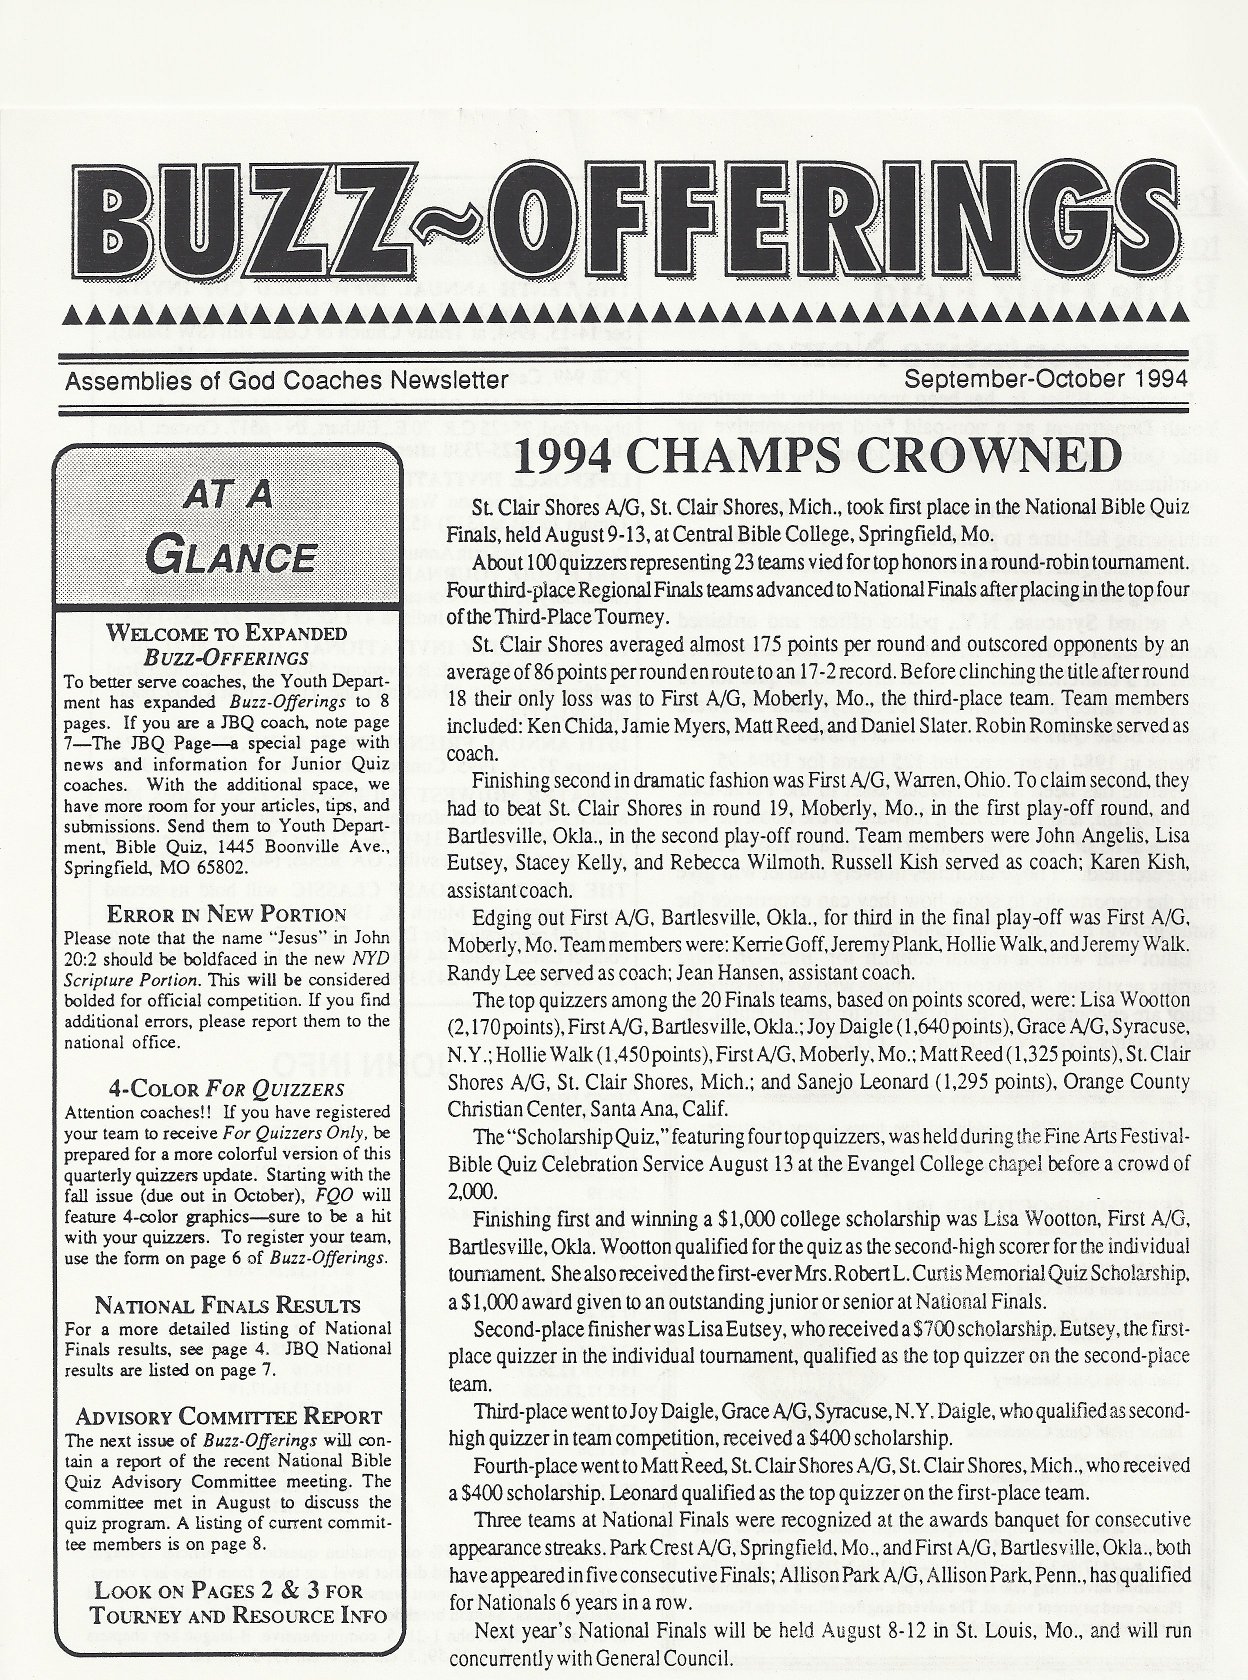 BUZZ~OFFERINGS
Assemblies of God Coaches Newsletter
September-October 1994
AT A
GLANCE
WELCOME TO EXPANDED
BUZZ-OFFERINGS
To better serve coaches, the Youth Depart-
ment has expanded Buzz-Offerings to 8
pages. If you are a JBQ coach, note page
7—The JBQ Page—a special page with
news and information for Junior Quiz
coaches. With the additional space, we
have more room for your articles, tips, and
submissions. Send them to Youth Depart-
ment, Bible Quiz, 1445 Boonville Ave.,
Springfield, MO 65802.
ERROR IN NEW PORTION
Please note that the name "Jesus" in John
20:2 should be boldfaced in the new NYD
Scripture Portion. This will be considered
bolded for official competition. If you find
additional errors, please report them to the
national office.
4-COLOR FOR QUIZZERS
Attention coaches!! If you have registered
your team to receive For Quizzers Only, be
prepared for a more colorful version of this
quarterly quizzers update. Starting with the
fall issue (due out in October), FQO will
feature 4-color graphics—sure to be a hit
with your quizzers. To register your team,
use the form on page 6 of Buzz-Offerings.
NATIONAL FINALS RESULTS
For a more detailed listing of National
Finals results, see page 4. JBQ National
results are listed on page 7.
ADVISORY COMMITTEE REPORT
The next issue of Buzz-Offerings will con-
tain a report of the recent National Bible
Quiz Advisory Committee meeting. The
committee met in August to discuss the
quiz program. A listing of current commit-
tee members is on page 8.
LOOK ON PAGES 2 & 3 FOR
TOURNEY AND RESOURCE INFO
1994 CHAMPS CROWNED
St. Clair Shores A/G, St. Clair Shores, Mich., took first place in the National Bible Quiz
Finals, held August 9-13, at Central Bible College, Springfield, Mo.
About 100 quizzers representing 23 teams vied for top honors in a round-robin tournament.
Four third-place Regional Finals teams advanced to National Finals after placing in the top four
of the Third-Place Tourney.
St. Clair Shores averaged almost 175 points per round and outscored opponents by an
average of 86 points per round en route to an 17-2 record. Before clinching the title after round
18 their only loss was to First A/G, Moberly, Mo., the third-place team. Team members
included: Ken Chida, Jamie Myers, Matt Reed, and Daniel Slater. Robin Rominske served as
coach.
Finishing second in dramatic fashion was First A/G, Warren, Ohio. To claim second, they
had to beat St. Clair Shores in round 19, Moberly, Mo., in the first play-off round, and
Bartlesville, Okla., in the second play-off round. Team members were John Angelis, Lisa
Eutsey, Stacey Kelly, and Rebecca Wilmoth. Russell Kish served as coach; Karen Kish,
assistant coach.
Edging out First A/G, Bartlesville, Okla., for third in the final play-off was First A/G,
Moberly, Mo. Team members were: Kerrie Goff, Jeremy Plank, Hollie Walk, and Jeremy Walk.
Randy Lee served as coach; Jean Hansen, assistant coach.
The top quizzers among the 20 Finals teams, based on points scored, were: Lisa Wootton
(2,170 points), First A/G, Bartlesville, Okla.; Joy Daigle (1,640 points), Grace A/G, Syracuse,
N.Y.; Hollie Walk (1,450 points), First A/G, Moberly, Mo.; Matt Reed (1,325 points), St. Clair
Shores A/G, St. Clair Shores, Mich.; and Sanejo Leonard (1,295 points), Orange County
Christian Center, Santa Ana, Calif.
The "Scholarship Quiz," featuring four top quizzers, was held during the Fine Arts Festival-
Bible Quiz Celebration Service August 13 at the Evangel College chapel before a crowd of
2,000.
Finishing first and winning a $1,000 college scholarship was Lisa Wootton, First A/G,
Bartlesville, Okla. Wootton qualified for the quiz as the second-high scorer for the individual
tournament. She also received the first-ever Mrs. Robert L. Curtis Memorial Quiz Scholarship,
a $1,000 award given to an outstanding junior or senior at National Finals.
Second-place finisher was Lisa Eutsey, who received a $700 scholarship. Eutsey, the first-
place quizzer in the individual tournament, qualified as the top quizzer on the second-place
team.
Third-place went to Joy Daigle, Grace A/G, Syracuse, N.Y. Daigle, who qualified as second-
high quizzer in team competition, received a $400 scholarship.
Fourth-place went to Matt Reed, St. Clair Shores A/G, St. Clair Shores, Mich., who received
a $400 scholarship. Leonard qualified as the top quizzer on the first-place team.
Three teams at National Finals were recognized at the awards banquet for consecutive
appearance streaks. Park Crest A/G, Springfield, Mo., and First A/G, Bartlesville, Okla., both
have appeared in five consecutive Finals; Allison Park A/G, Allison Park, Penn., has qualified
for Nationals 6 years in a row.
Next year's National Finals will be held August 8-12 in St. Louis, Mo., and will run
concurrently with General Council.